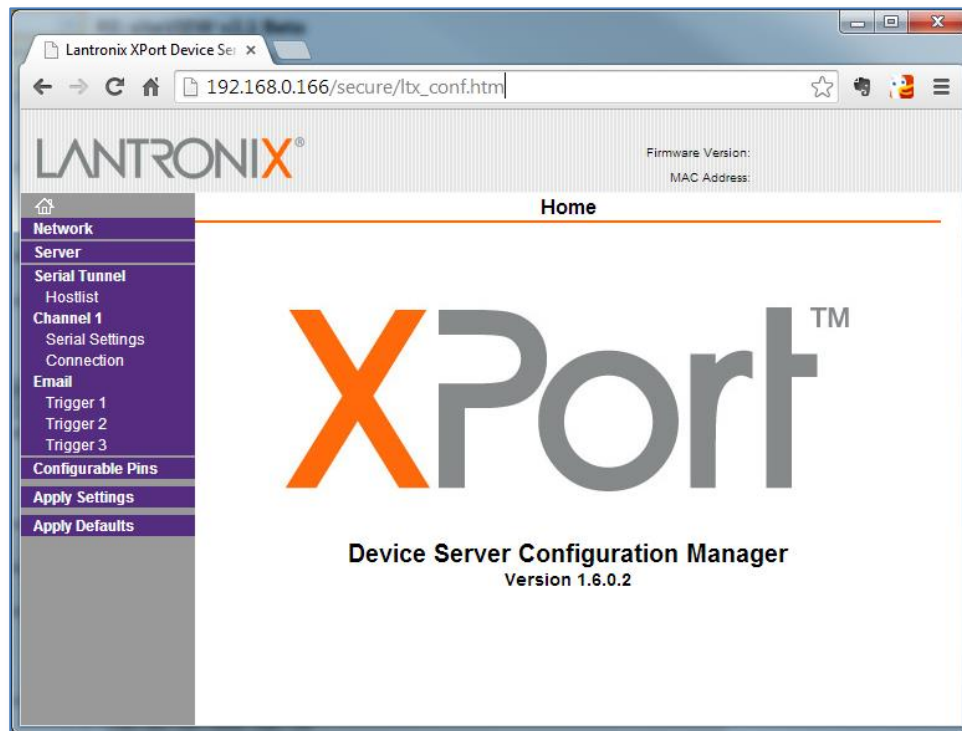 Lantronix XPort Device Ser
192.168.0.166/secure/ltx_conf.htm
LANTRONIX®
Firmware Version:
MAC Address:
Home
Network
Server
Serial Tunnel
Hostlist
Channel 1
Serial Settings
Connection
Email
Trigger 1
Trigger 2
Trigger 3
Configurable Pins
Apply Settings
Apply Defaults
XPort™
Device Server Configuration Manager
Version 1.6.0.2